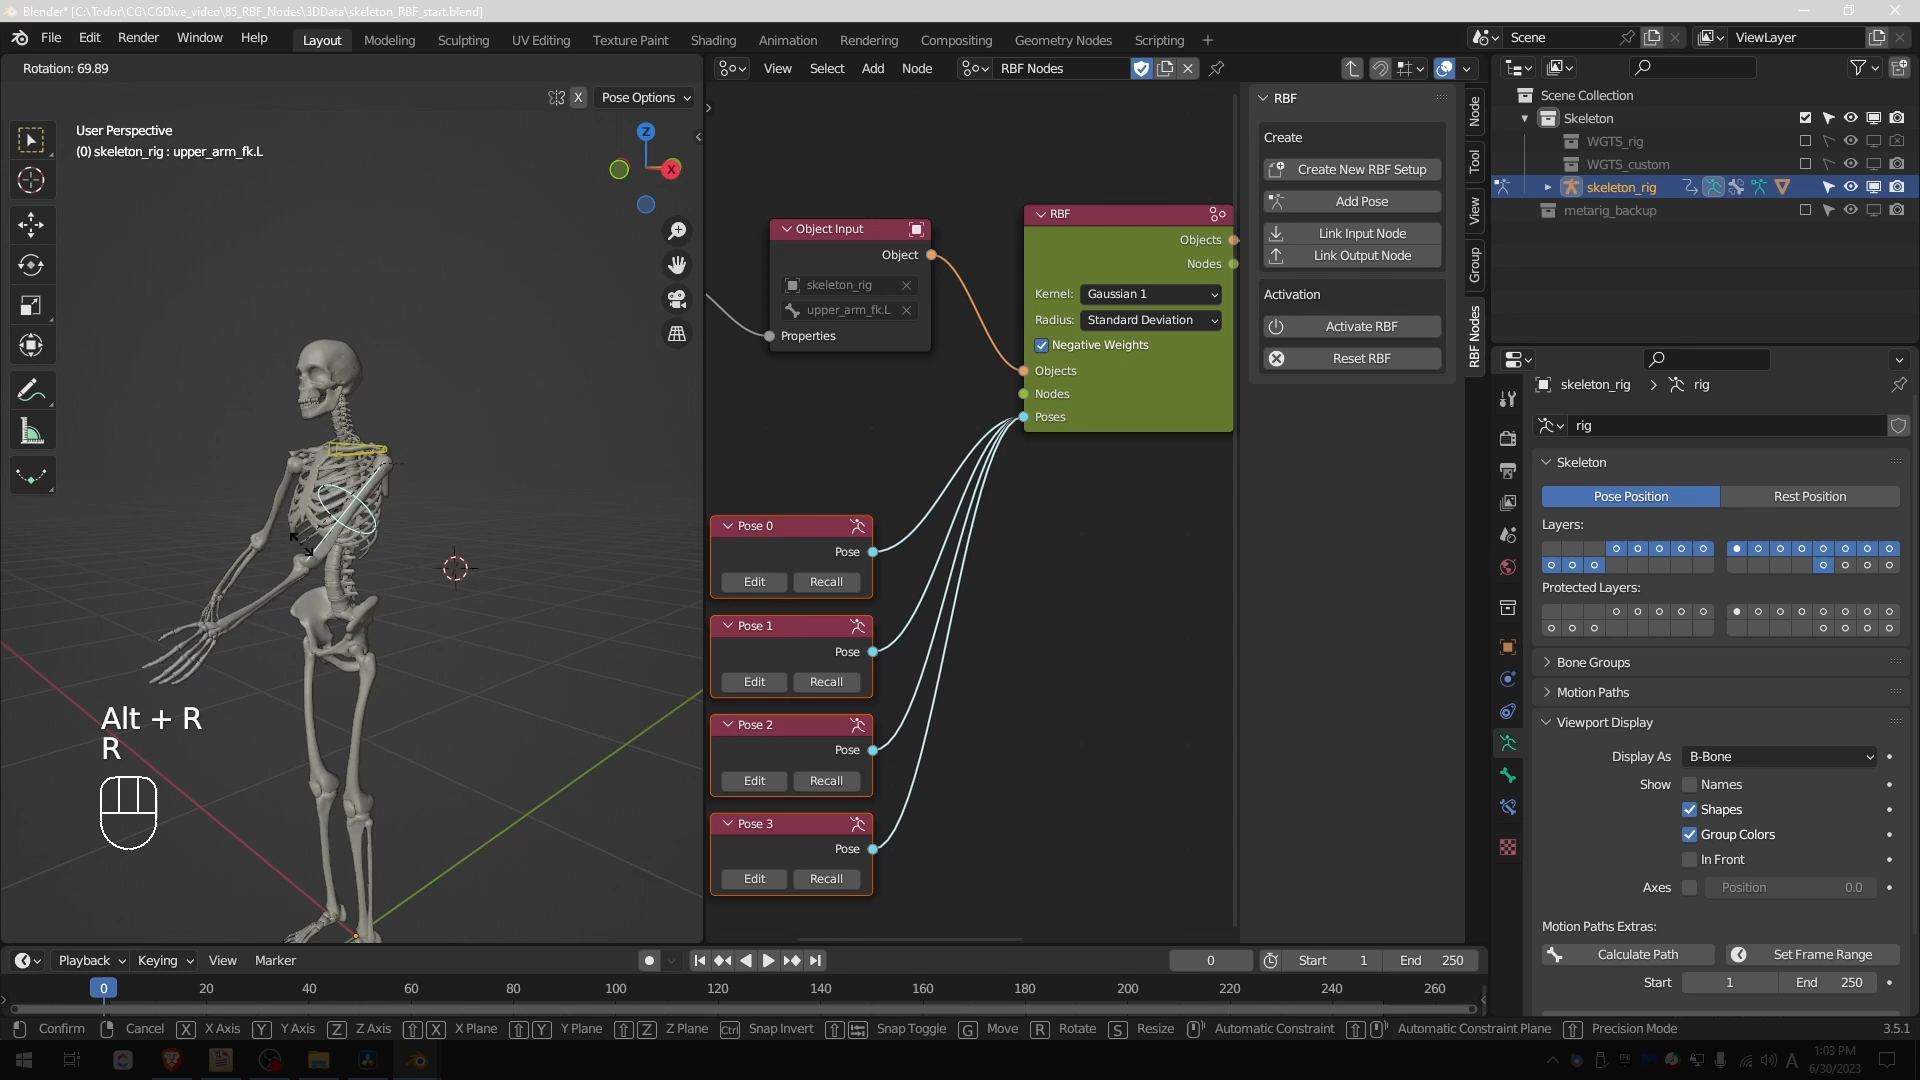 Blender* [C:\Todor\CG\CGDive_video\85_RBF_Nodes\3DData\skeleton_RBF_start.blend]
File Edit Render Window Help
Layout Modeling Sculpting UV Editing Texture Paint Shading Animation Rendering Compositing Geometry Nodes Scripting
Scene
ViewLayer
Rotation: 69.89
View Select Add Node
RBF Nodes
X
Pose Options
User Perspective
(0) skeleton_rig : upper_arm_fk.L
Z
X
Object Input
Object
skeleton_rig
upper_arm_fk.L
Properties
RBF
Objects
Nodes
Kernel: Gaussian 1
Radius: Standard Deviation
Negative Weights
Objects
Nodes
Poses
Pose 0
Pose
Edit Recall
Pose 1
Pose
Edit Recall
Pose 2
Pose
Edit Recall
Pose 3
Pose
Edit Recall
RBF
Create
Create New RBF Setup
Add Pose
Link Input Node
Link Output Node
Activation
Activate RBF
Reset RBF
Node
Tool
View
Group
RBF Nodes
Scene Collection
Skeleton
WGTS_rig
WGTS_custom
skeleton_rig
metarig_backup
skeleton_rig > rig
rig
Skeleton
Pose Position Rest Position
Layers:
Protected Layers:
Bone Groups
Motion Paths
Viewport Display
Display As B-Bone
Show Names
Shapes
Group Colors
In Front
Axes Position 0.0
Motion Paths Extras:
Calculate Path Set Frame Range
Start 1 End 250
Alt + R
R
Playback Keying View Marker
0 Start 1 End 250
0 20 40 60 80 100 120 140 160 180 200 220 240 260
Confirm Cancel X X Axis Y Y Axis Z Z Axis X X Plane Y Y Plane Z Z Plane Ctrl Snap Invert Snap Toggle G Move R Rotate S Resize Automatic Constraint Automatic Constraint Plane Precision Mode 3.5.1
A
1:03 PM
6/30/2023